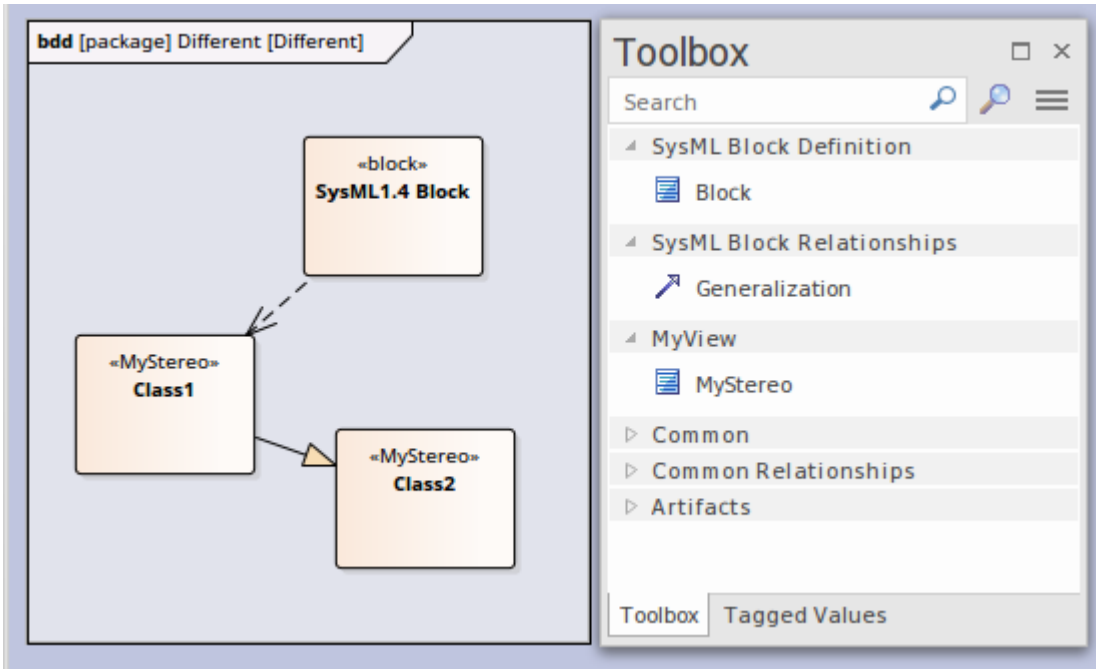 bdd [package] Different [Different]
«block»
SysML1.4 Block
«MyStereo»
Class1
«MyStereo»
Class2
Toolbox
Search
SysML Block Definition
Block
SysML Block Relationships
Generalization
MyView
MyStereo
Common
Common Relationships
Artifacts
Toolbox Tagged Values